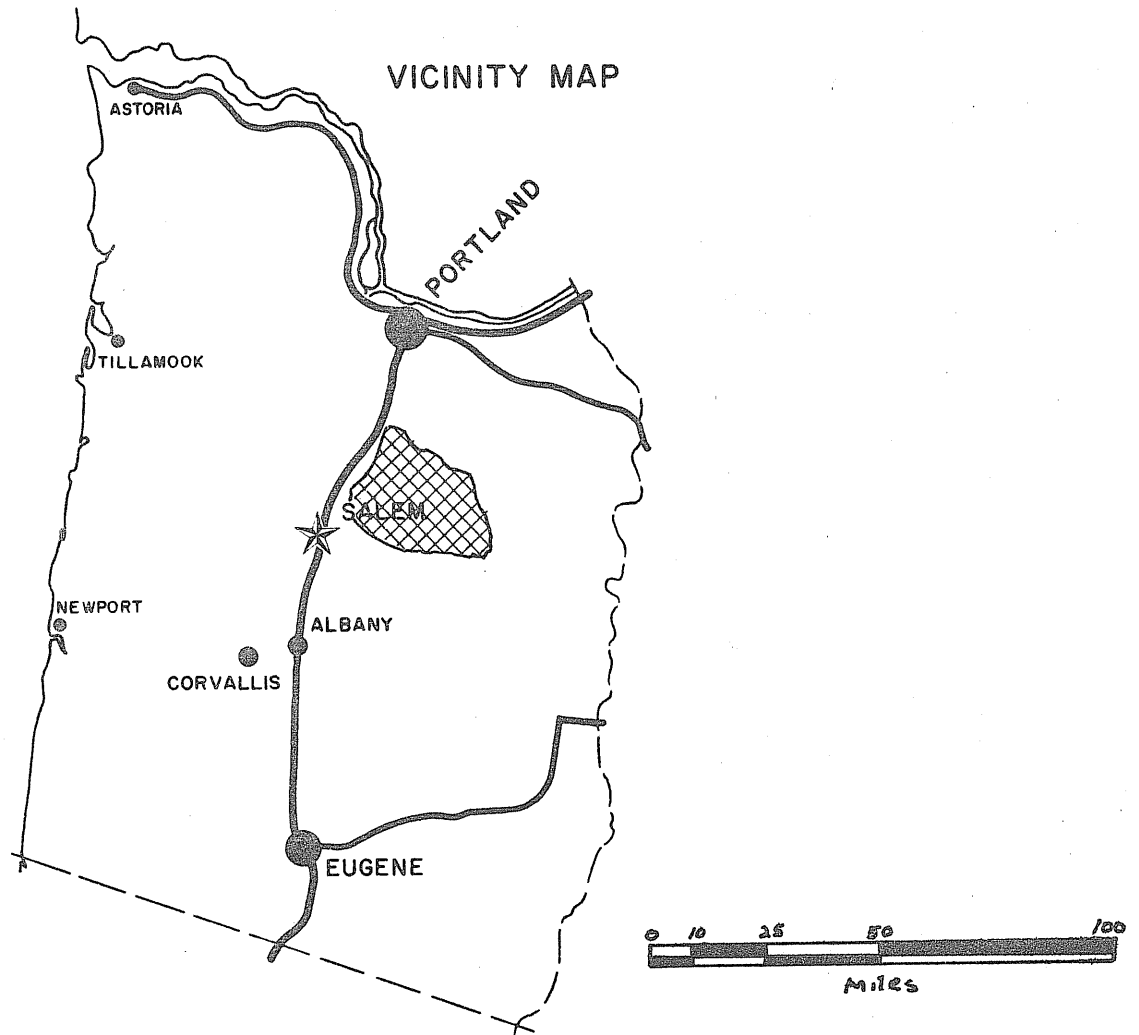 VICINITY MAP
ASTORIA
PORTLAND
TILLAMOOK
SALEM
NEWPORT
ALBANY
CORVALLIS
EUGENE
0 10 25 50 100
Miles